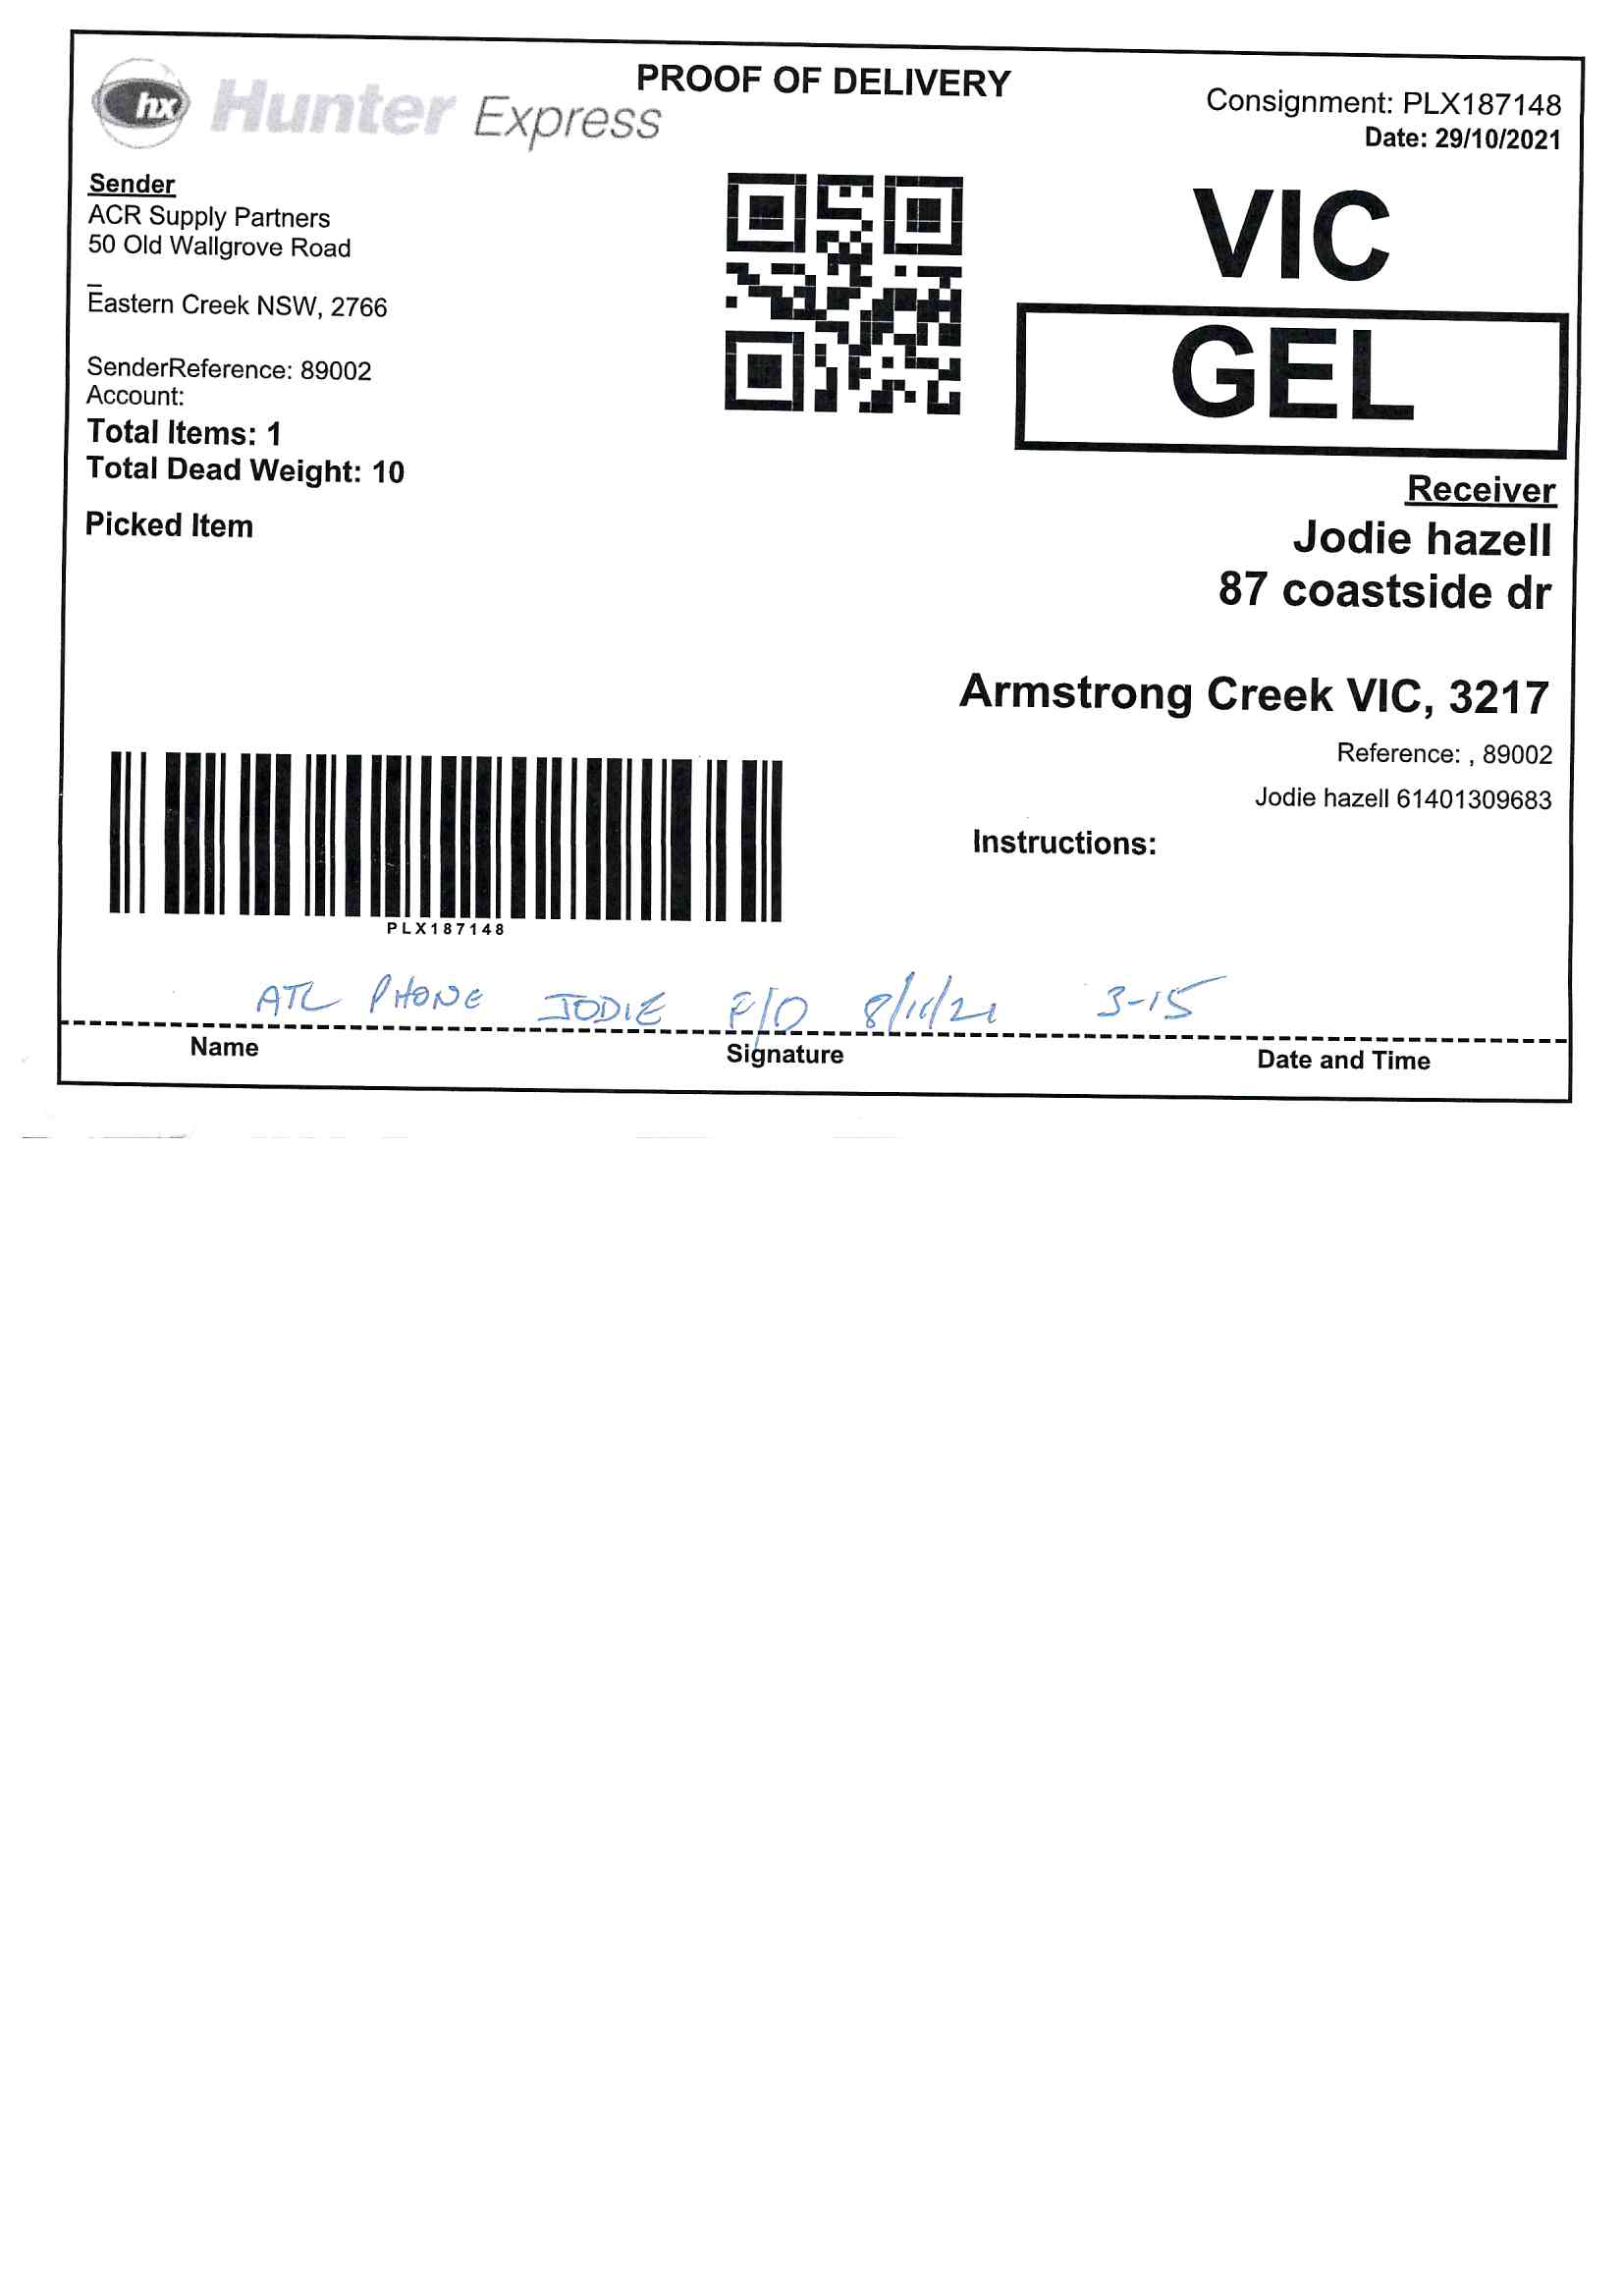 hx Hunter Express
PROOF OF DELIVERY
Consignment: PLX187148
Date: 29/10/2021
Sender
ACR Supply Partners
50 Old Wallgrove Road
_
Eastern Creek NSW, 2766
SenderReference: 89002
Account:
Total Items: 1
Total Dead Weight: 10
Picked Item
VIC
GEL
Receiver
Jodie hazell
87 coastside dr
Armstrong Creek VIC, 3217
Reference: , 89002
Jodie hazell 61401309683
Instructions:
PLX187148
ATL PHONE JODIE F/O 8/11/21 3-15
Name Signature Date and Time